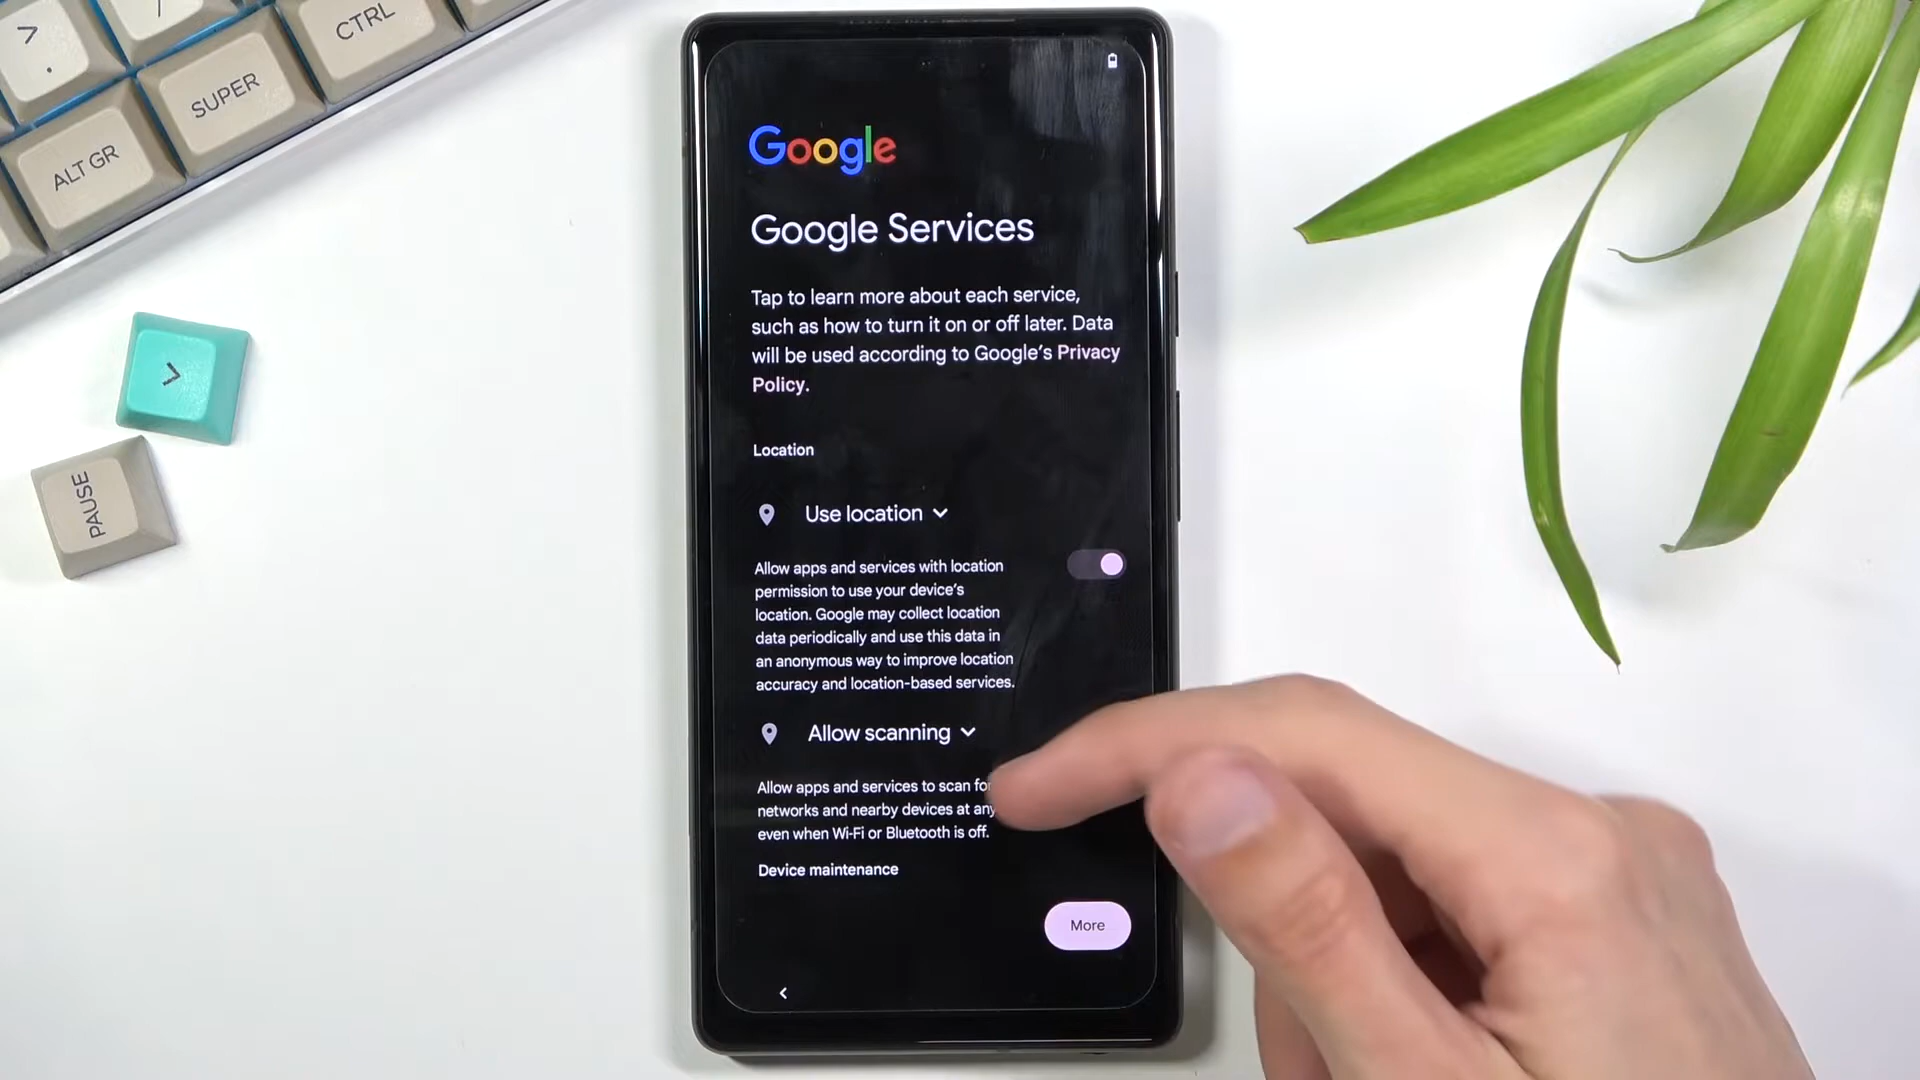 >
.
/
CTRL
SUPER
ALT GR
>
PAUSE
Google
Google Services
Tap to learn more about each service,
such as how to turn it on or off later. Data
will be used according to Google's Privacy
Policy.
Location
Use location
Allow apps and services with location
permission to use your device's
location. Google may collect location
data periodically and use this data in
an anonymous way to improve location
accuracy and location-based services.
Allow scanning
Allow apps and services to scan for
networks and nearby devices at any
even when Wi-Fi or Bluetooth is off.
Device maintenance
More